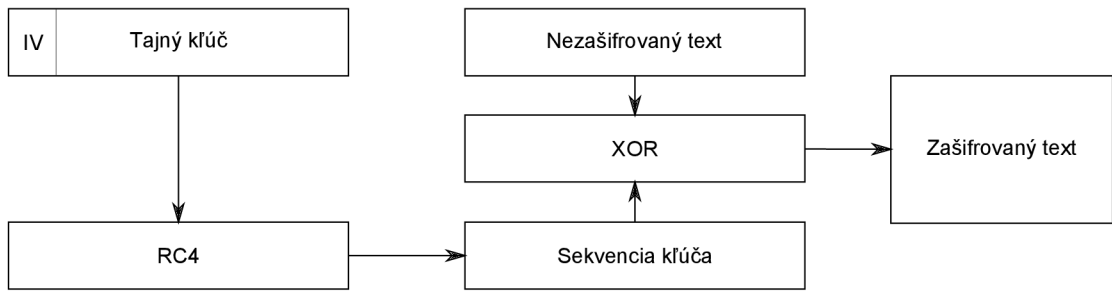 IV
Tajný kľúč
Nezašifrovaný text
XOR
Zašifrovaný text
RC4
Sekvencia kľúča